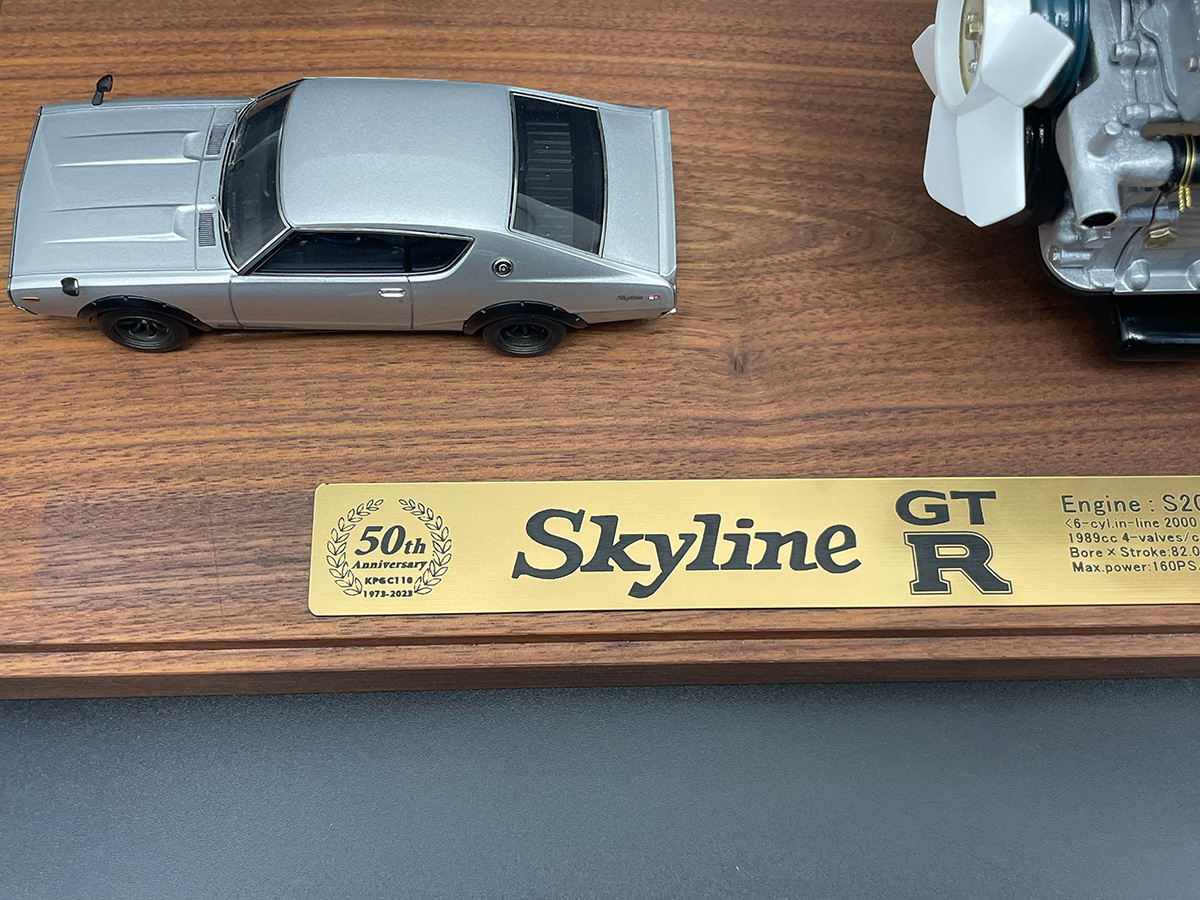 Skyline
50th
Anniversary
KPGC110
1973-2023
Skyline
GT
R
Engine : S20
<6-cyl.in-line 2000
1989cc 4-valves/c
Bore×Stroke:82.0
Max.power:160PS